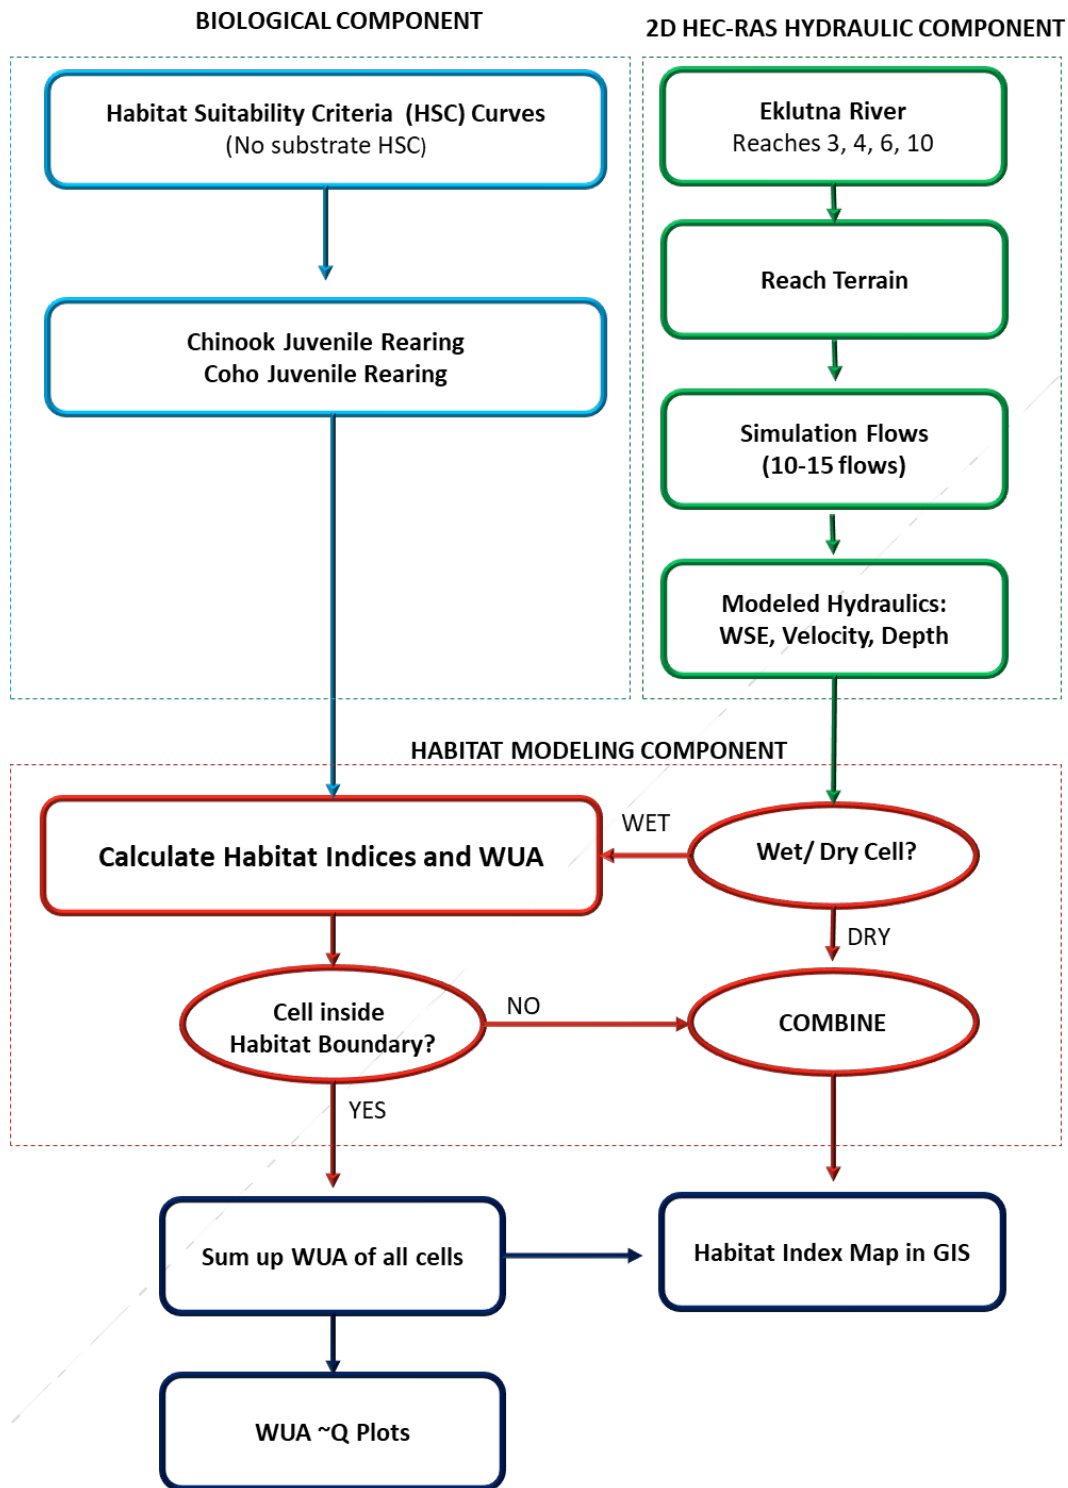 BIOLOGICAL COMPONENT
2D HEC-RAS HYDRAULIC COMPONENT
Habitat Suitability Criteria (HSC) Curves
(No substrate HSC)
Chinook Juvenile Rearing
Coho Juvenile Rearing
Eklutna River
Reaches 3, 4, 6, 10
Reach Terrain
Simulation Flows
(10-15 flows)
Modeled Hydraulics:
WSE, Velocity, Depth
HABITAT MODELING COMPONENT
Calculate Habitat Indices and WUA
WET
Wet/ Dry Cell?
DRY
Cell inside
Habitat Boundary?
NO
COMBINE
YES
Sum up WUA of all cells
Habitat Index Map in GIS
WUA ~Q Plots